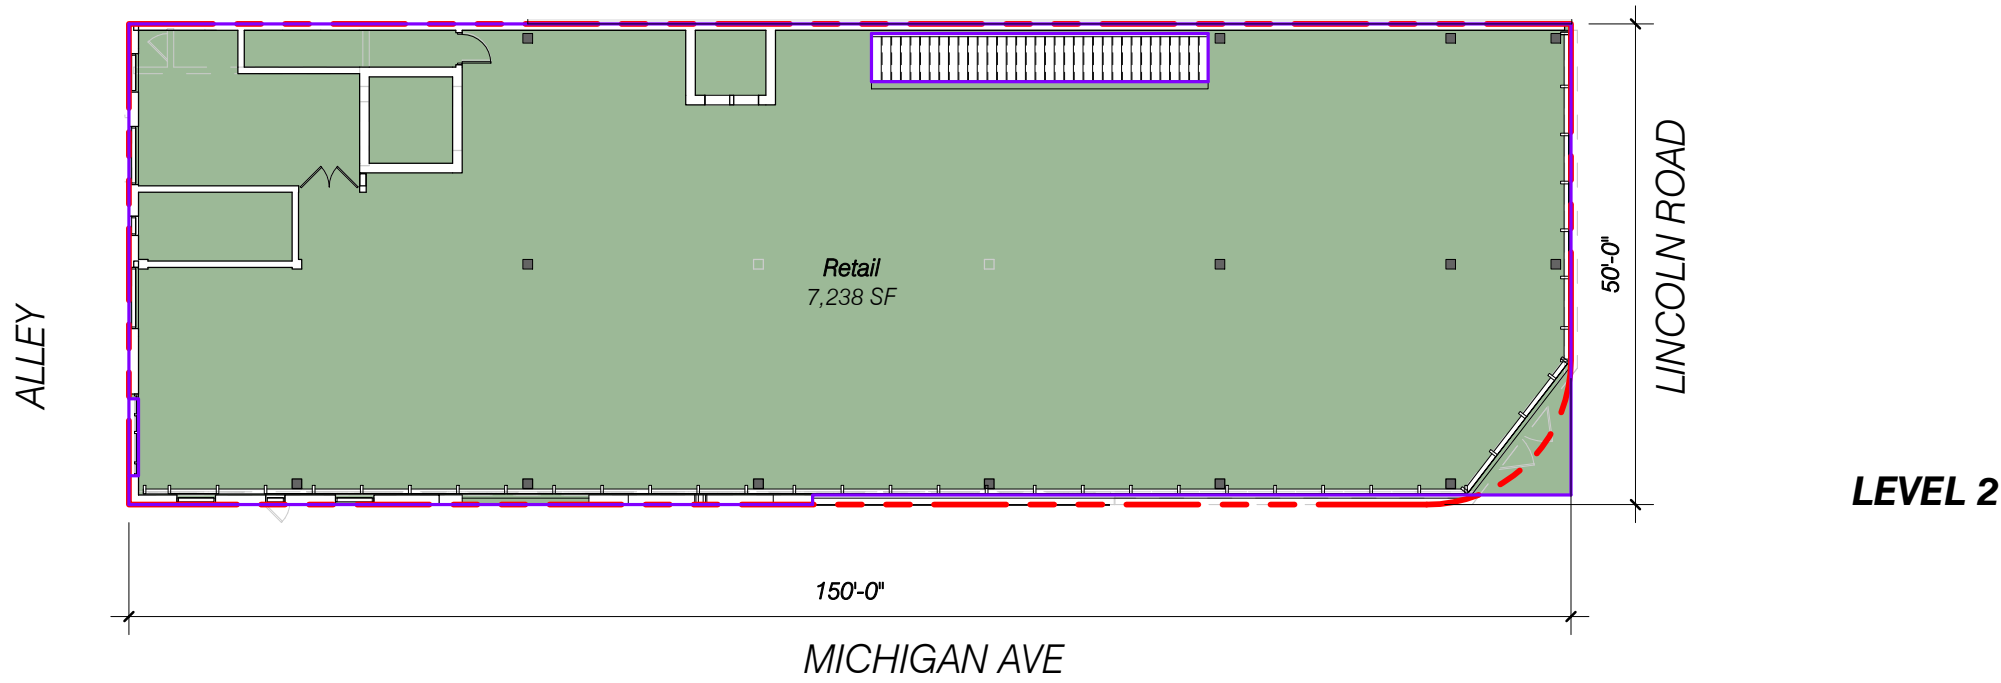 Retail
7,238 SF
ALLEY
LINCOLN ROAD
50'-0"
LEVEL 2
150'-0"
MICHIGAN AVE